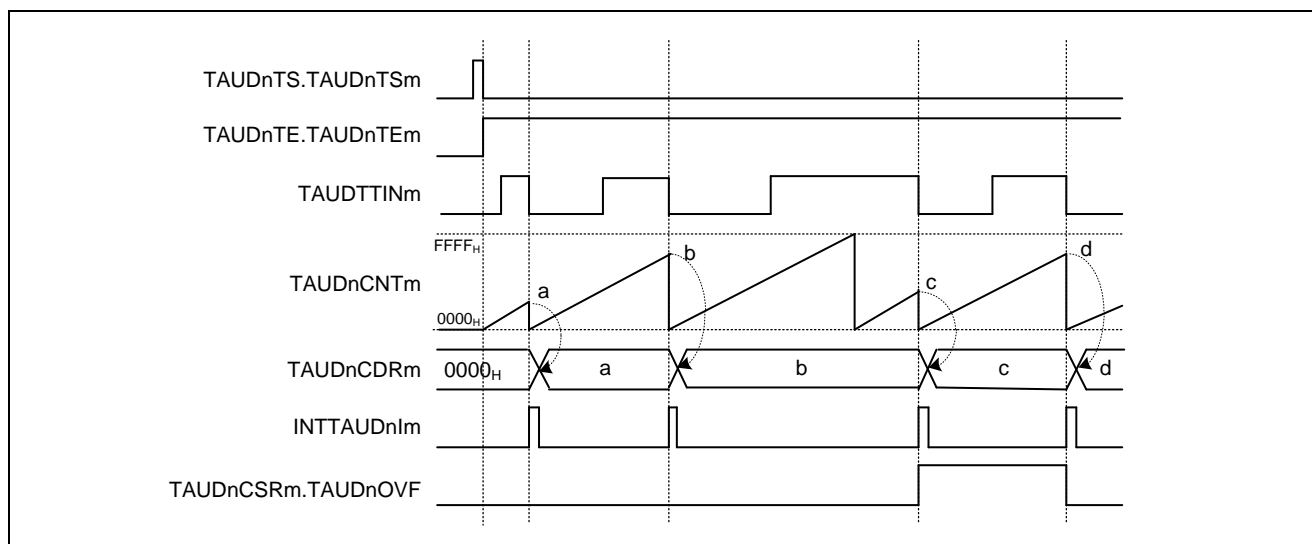 TAUDnTS.TAUDnTSm
TAUDnTE.TAUDnTEm
TAUDTTINm
FFFFH
TAUDnCNTm
0000H
a
b
c
d
TAUDnCDRm
0000H
a
b
c
d
INTTAUDnIm
TAUDnCSRm.TAUDnOVF